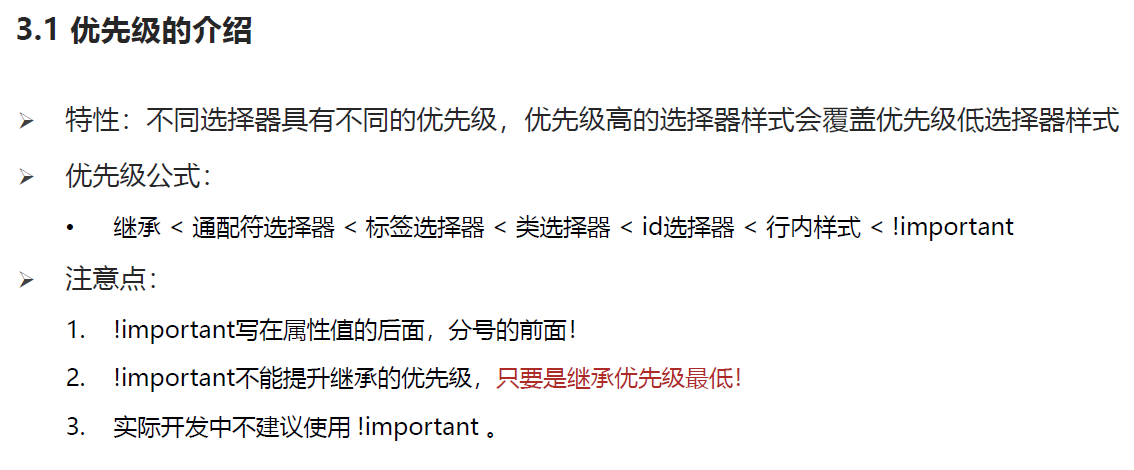 3.1 优先级的介绍
➢ 特性：不同选择器具有不同的优先级，优先级高的选择器样式会覆盖优先级低选择器样式
➢ 优先级公式：
• 继承 < 通配符选择器 < 标签选择器 < 类选择器 < id选择器 < 行内样式 < !important
➢ 注意点：
1. !important写在属性值的后面，分号的前面！
2. !important不能提升继承的优先级，只要是继承优先级最低！
3. 实际开发中不建议使用 !important 。